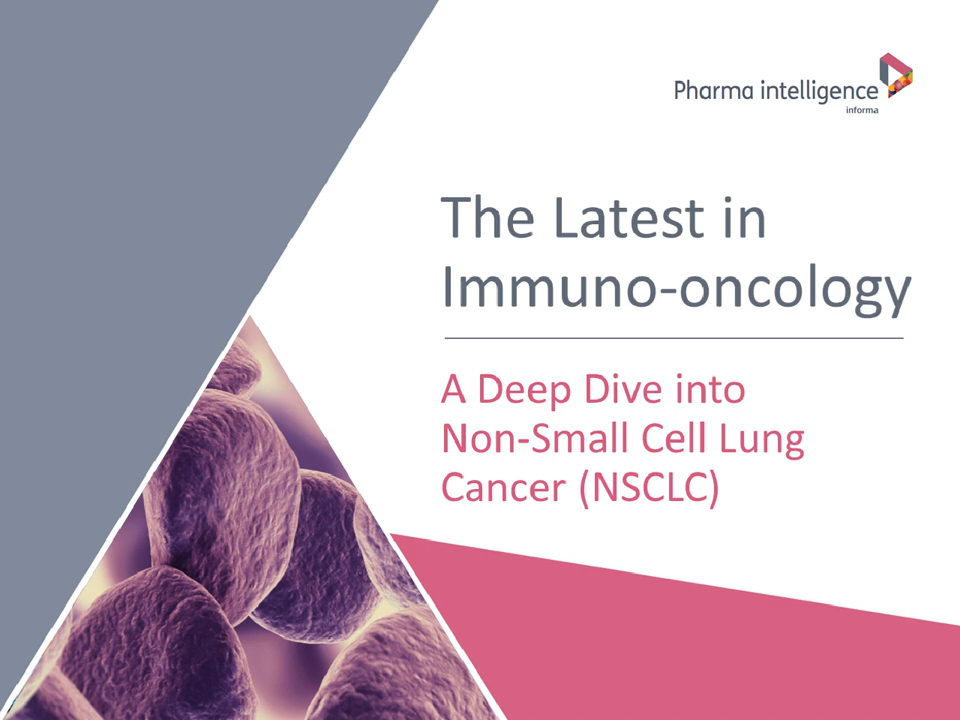 Pharma intelligence
informa
The Latest in
Immuno-oncology
A Deep Dive into
Non-Small Cell Lung
Cancer (NSCLC)